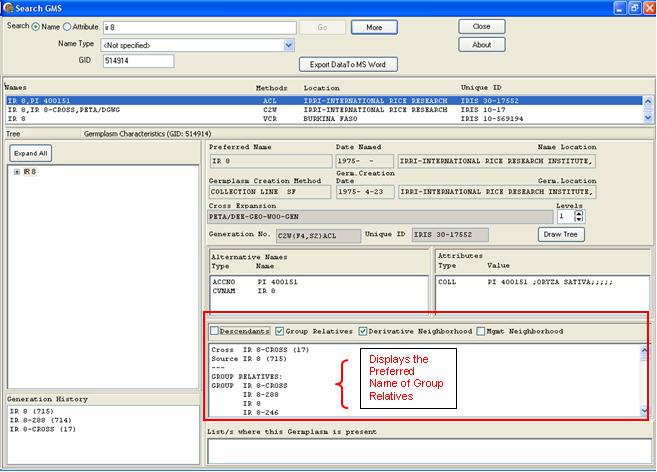 Search GMS
Search Name Attribute ir 8 Go More Close
Name Type <Not specified> About
GID 514914 Export DataTo MS Word
Names Methods Location Unique ID
IR 8,PI 400151 ACL IRRI-INTERNATIONAL RICE RESEARCH IRIS 30-17552
IR 8,IR 8-CROSS,PETA/DGWG C2W IRRI-INTERNATIONAL RICE RESEARCH IRIS 10-17
IR 8 VCR BURKINA FASO IRIS 10-569194
Tree Germplasm Characteristics (GID: 514914)
Expand All
IR 8
Preferred Name Date Named Name Location
IR 8 1975- - IRRI-INTERNATIONAL RICE RESEARCH INSTITUTE,
Germplasm Creation Method Germ.Creation Date Germ.Location
COLLECTION LINE SF 1975- 4-23 IRRI-INTERNATIONAL RICE RESEARCH INSTITUTE,
Cross Expansion Levels
PETA/DEE-GEO-WOO-GEN 1
Generation No. C2W(F4,S2)ACL Unique ID IRIS 30-17552 Draw Tree
Alternative Names
Type Name
ACCNO PI 400151
CVNAM IR 8
Attributes
Type Value
COLL PI 400151 ;ORYZA SATIVA;;;;;
Descendants Group Relatives Derivative Neighborhood Mgmt Neighborhood
Cross IR 8-CROSS (17)
Source IR 8 (715)
---
GROUP RELATIVES:
GROUP IR 8-CROSS
IR 8-288
IR 8
IR 8-246
Displays the
Preferred
Name of Group
Relatives
Generation History
IR 8 (715)
IR 8-288 (714)
IR 8-CROSS (17)
List/s where this Germplasm is present